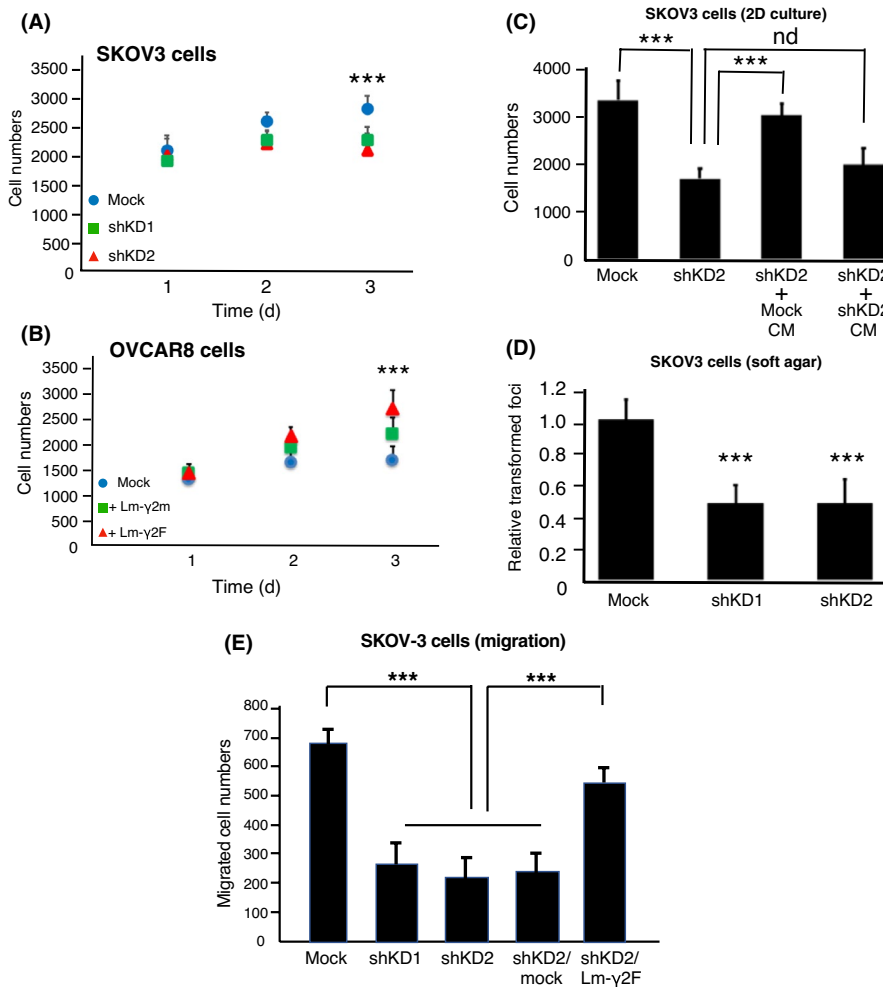 (A)
SKOV3 cells
***
3500
3000
2500
2000
1500
1000
500
0
Cell numbers
Mock
shKD1
shKD2
1
2
3
Time (d)
(B)
OVCAR8 cells
***
3500
3000
2500
2000
1500
1000
500
0
Cell numbers
Mock
+ Lm-γ2m
+ Lm-γ2F
1
2
3
Time (d)
(C)
SKOV3 cells (2D culture)
***
nd
***
4000
3000
2000
1000
0
Cell numbers
Mock
shKD2
shKD2
+
Mock
CM
shKD2
+
shKD2
CM
(D)
SKOV3 cells (soft agar)
1.2
1.0
0.8
0.6
0.4
0.2
0
Relative transformed foci
***
***
Mock
shKD1
shKD2
(E)
SKOV-3 cells (migration)
***
***
800
700
600
500
400
300
200
100
0
Migrated cell numbers
Mock
shKD1
shKD2
shKD2/
mock
shKD2/
Lm-γ2F